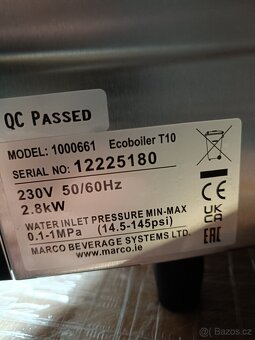 QC PASSED
MODEL: 1000661 Ecoboiler T10
SERIAL NO: 12225180
230V 50/60Hz
2.8kW
WATER INLET PRESSURE MIN-MAX
0.1-1MPa (14.5-145psi)
MARCO BEVERAGE SYSTEMS LTD.
www.marco.ie
CE
UK
CA
EAC
Bazoš.cz